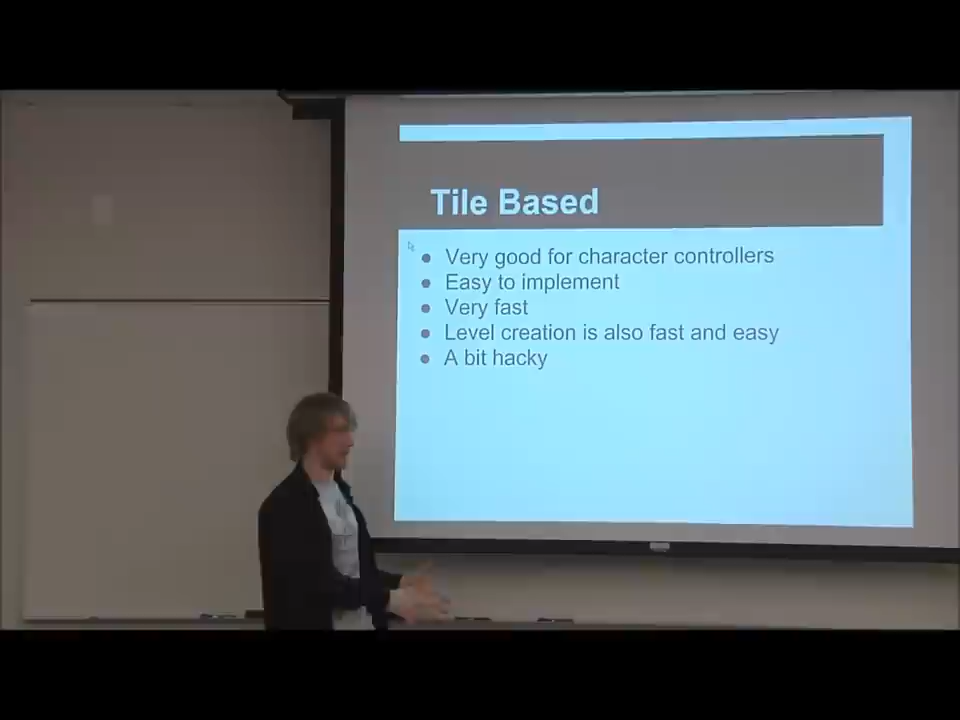 Tile Based
● Very good for character controllers
● Easy to implement
● Very fast
● Level creation is also fast and easy
● A bit hacky